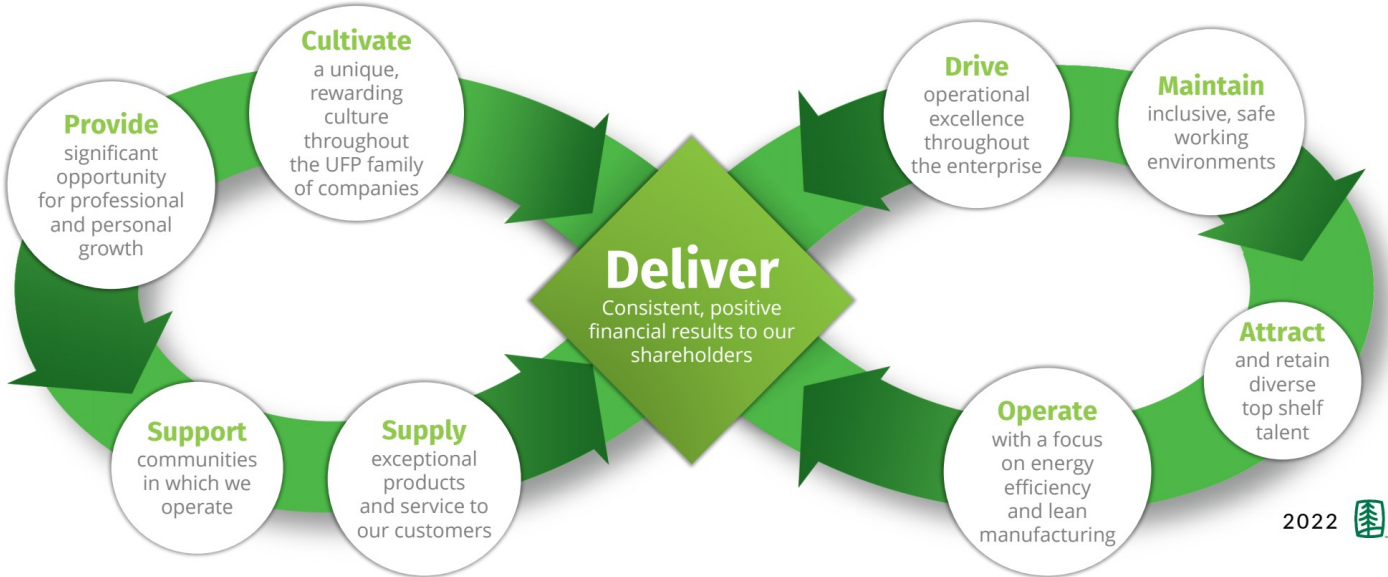 Cultivate
a unique,
rewarding
culture
throughout
the UFP family
of companies
Provide
significant
opportunity
for professional
and personal
growth
Support
communities
in which we
operate
Supply
exceptional
products
and service to
our customers
Deliver
Consistent, positive
financial results to our
shareholders
Drive
operational
excellence
throughout
the enterprise
Maintain
inclusive, safe
working
environments
Attract
and retain
diverse
top shelf
talent
Operate
with a focus
on energy
efficiency
and lean
manufacturing
2022